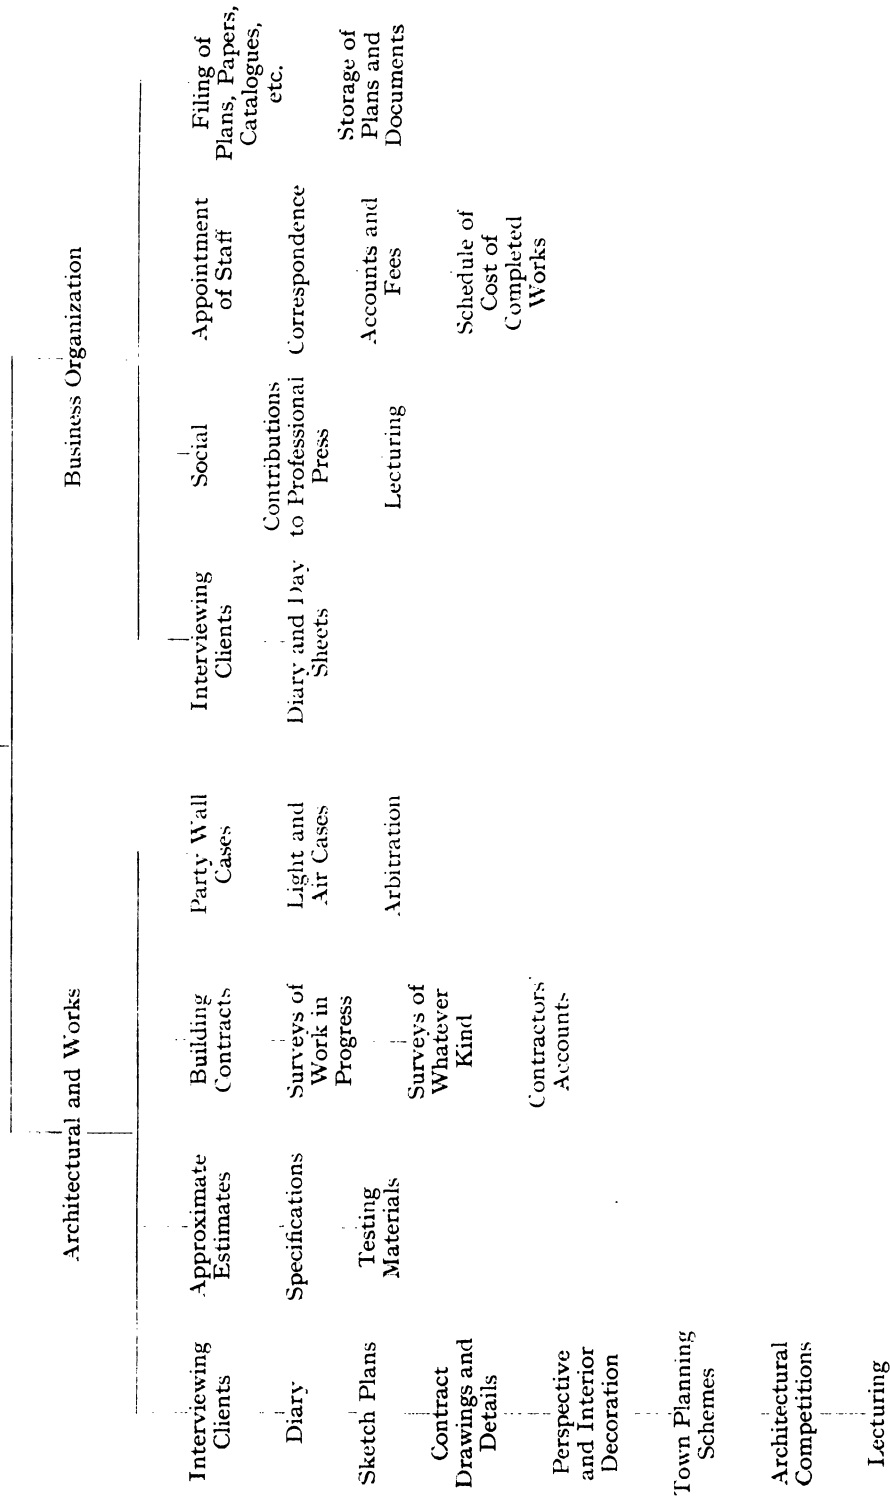 Architectural and Works
Interviewing
Clients
Diary
Sketch Plans
Contract
Drawings and
Details
Perspective
and Interior
Decoration
Town Planning
Schemes
Architectural
Competitions
Lecturing
Approximate
Estimates
Specifications
Testing
Materials
Building
Contracts
Surveys of
Work in
Progress
Surveys of
Whatever
Kind
Contractors'
Accounts
Party Wall
Cases
Light and
Air Cases
Arbitration
Business Organization
Interviewing
Clients
Diary and Day
Sheets
Social
Contributions
to Professional
Press
Lecturing
Appointment
of Staff
Correspondence
Accounts and
Fees
Schedule of
Cost of
Completed
Works
Filing of
Plans, Papers,
Catalogues,
etc.
Storage of
Plans and
Documents